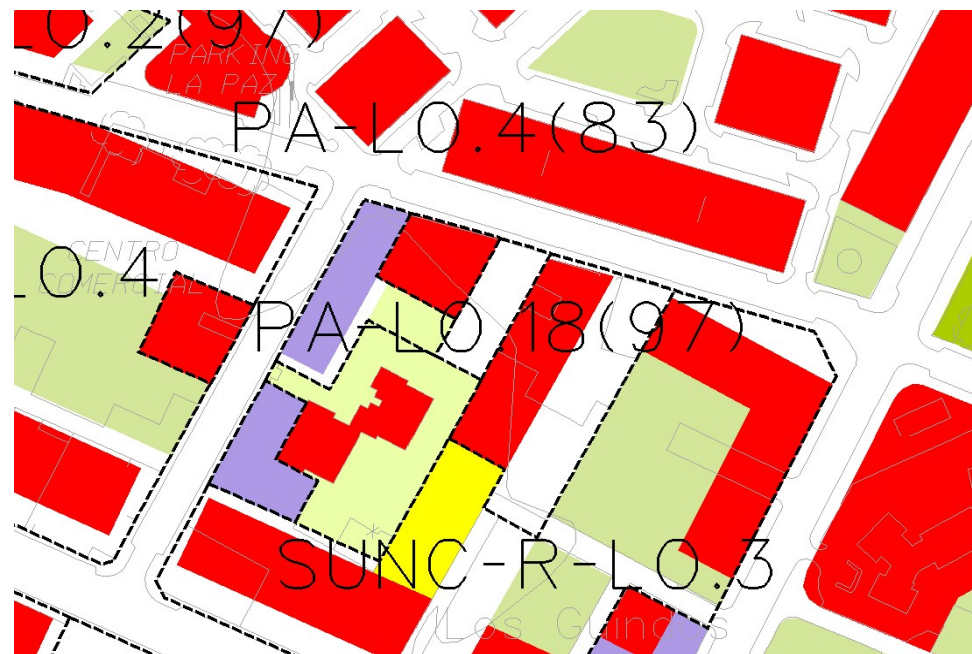 LO.2(97)
PARKING
LA PAZ
PA-LO.4(83)
CENTRO
COMERCIAL
LO.4
PA-LO.18(97)
SUNC-R-LO.3
Los Guindos